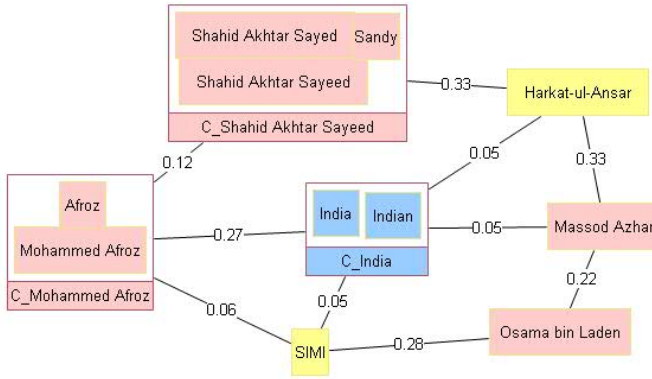 Shahid Akhtar Sayed
Sandy
Shahid Akhtar Sayeed
C_Shahid Akhtar Sayeed
0.33
Harkat-ul-Ansar
0.12
0.05
0.33
Afroz
Mohammed Afroz
C_Mohammed Afroz
0.27
India
Indian
C_India
0.05
Massod Azhar
0.06
0.05
0.22
SIMI
0.28
Osama bin Laden